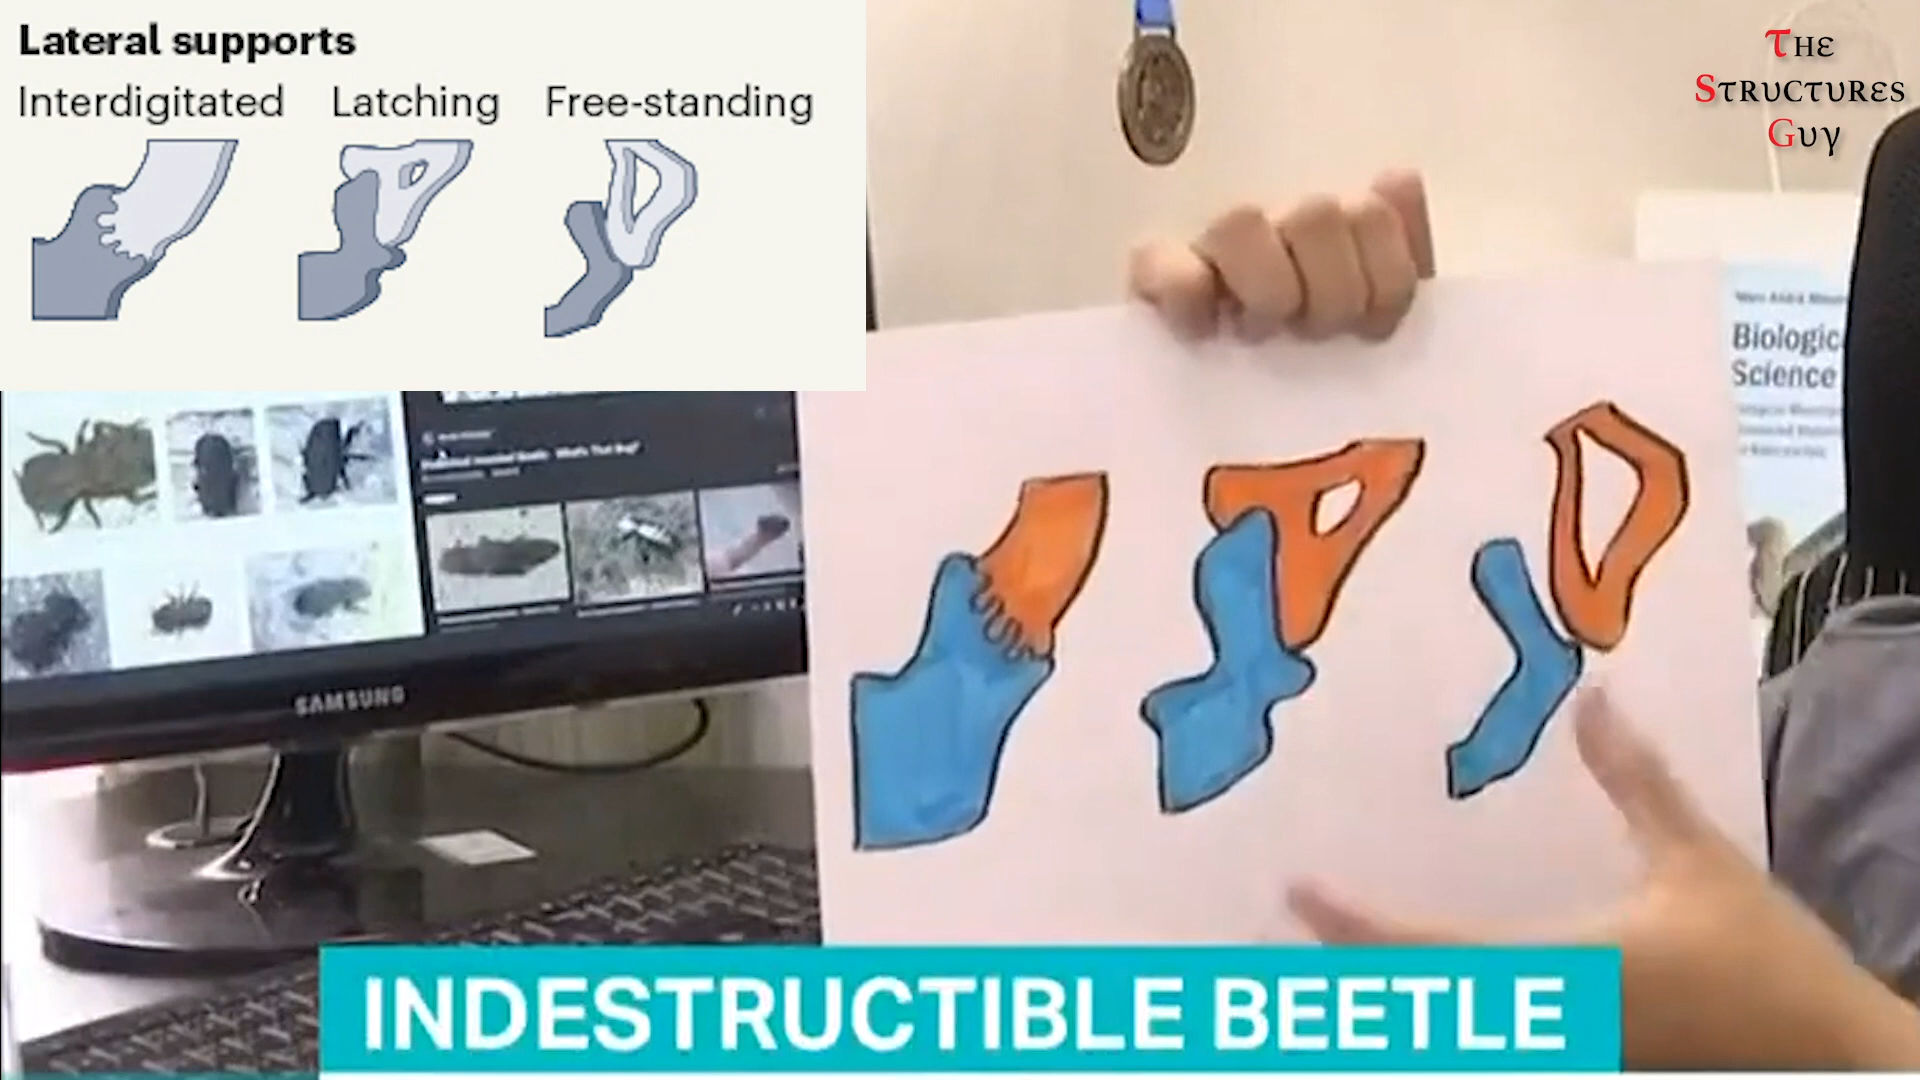 Lateral supports
Interdigitated Latching Free-standing
THE
STRUCTURES
GUY
Biologic
Science
SAMSUNG
INDESTRUCTIBLE BEETLE